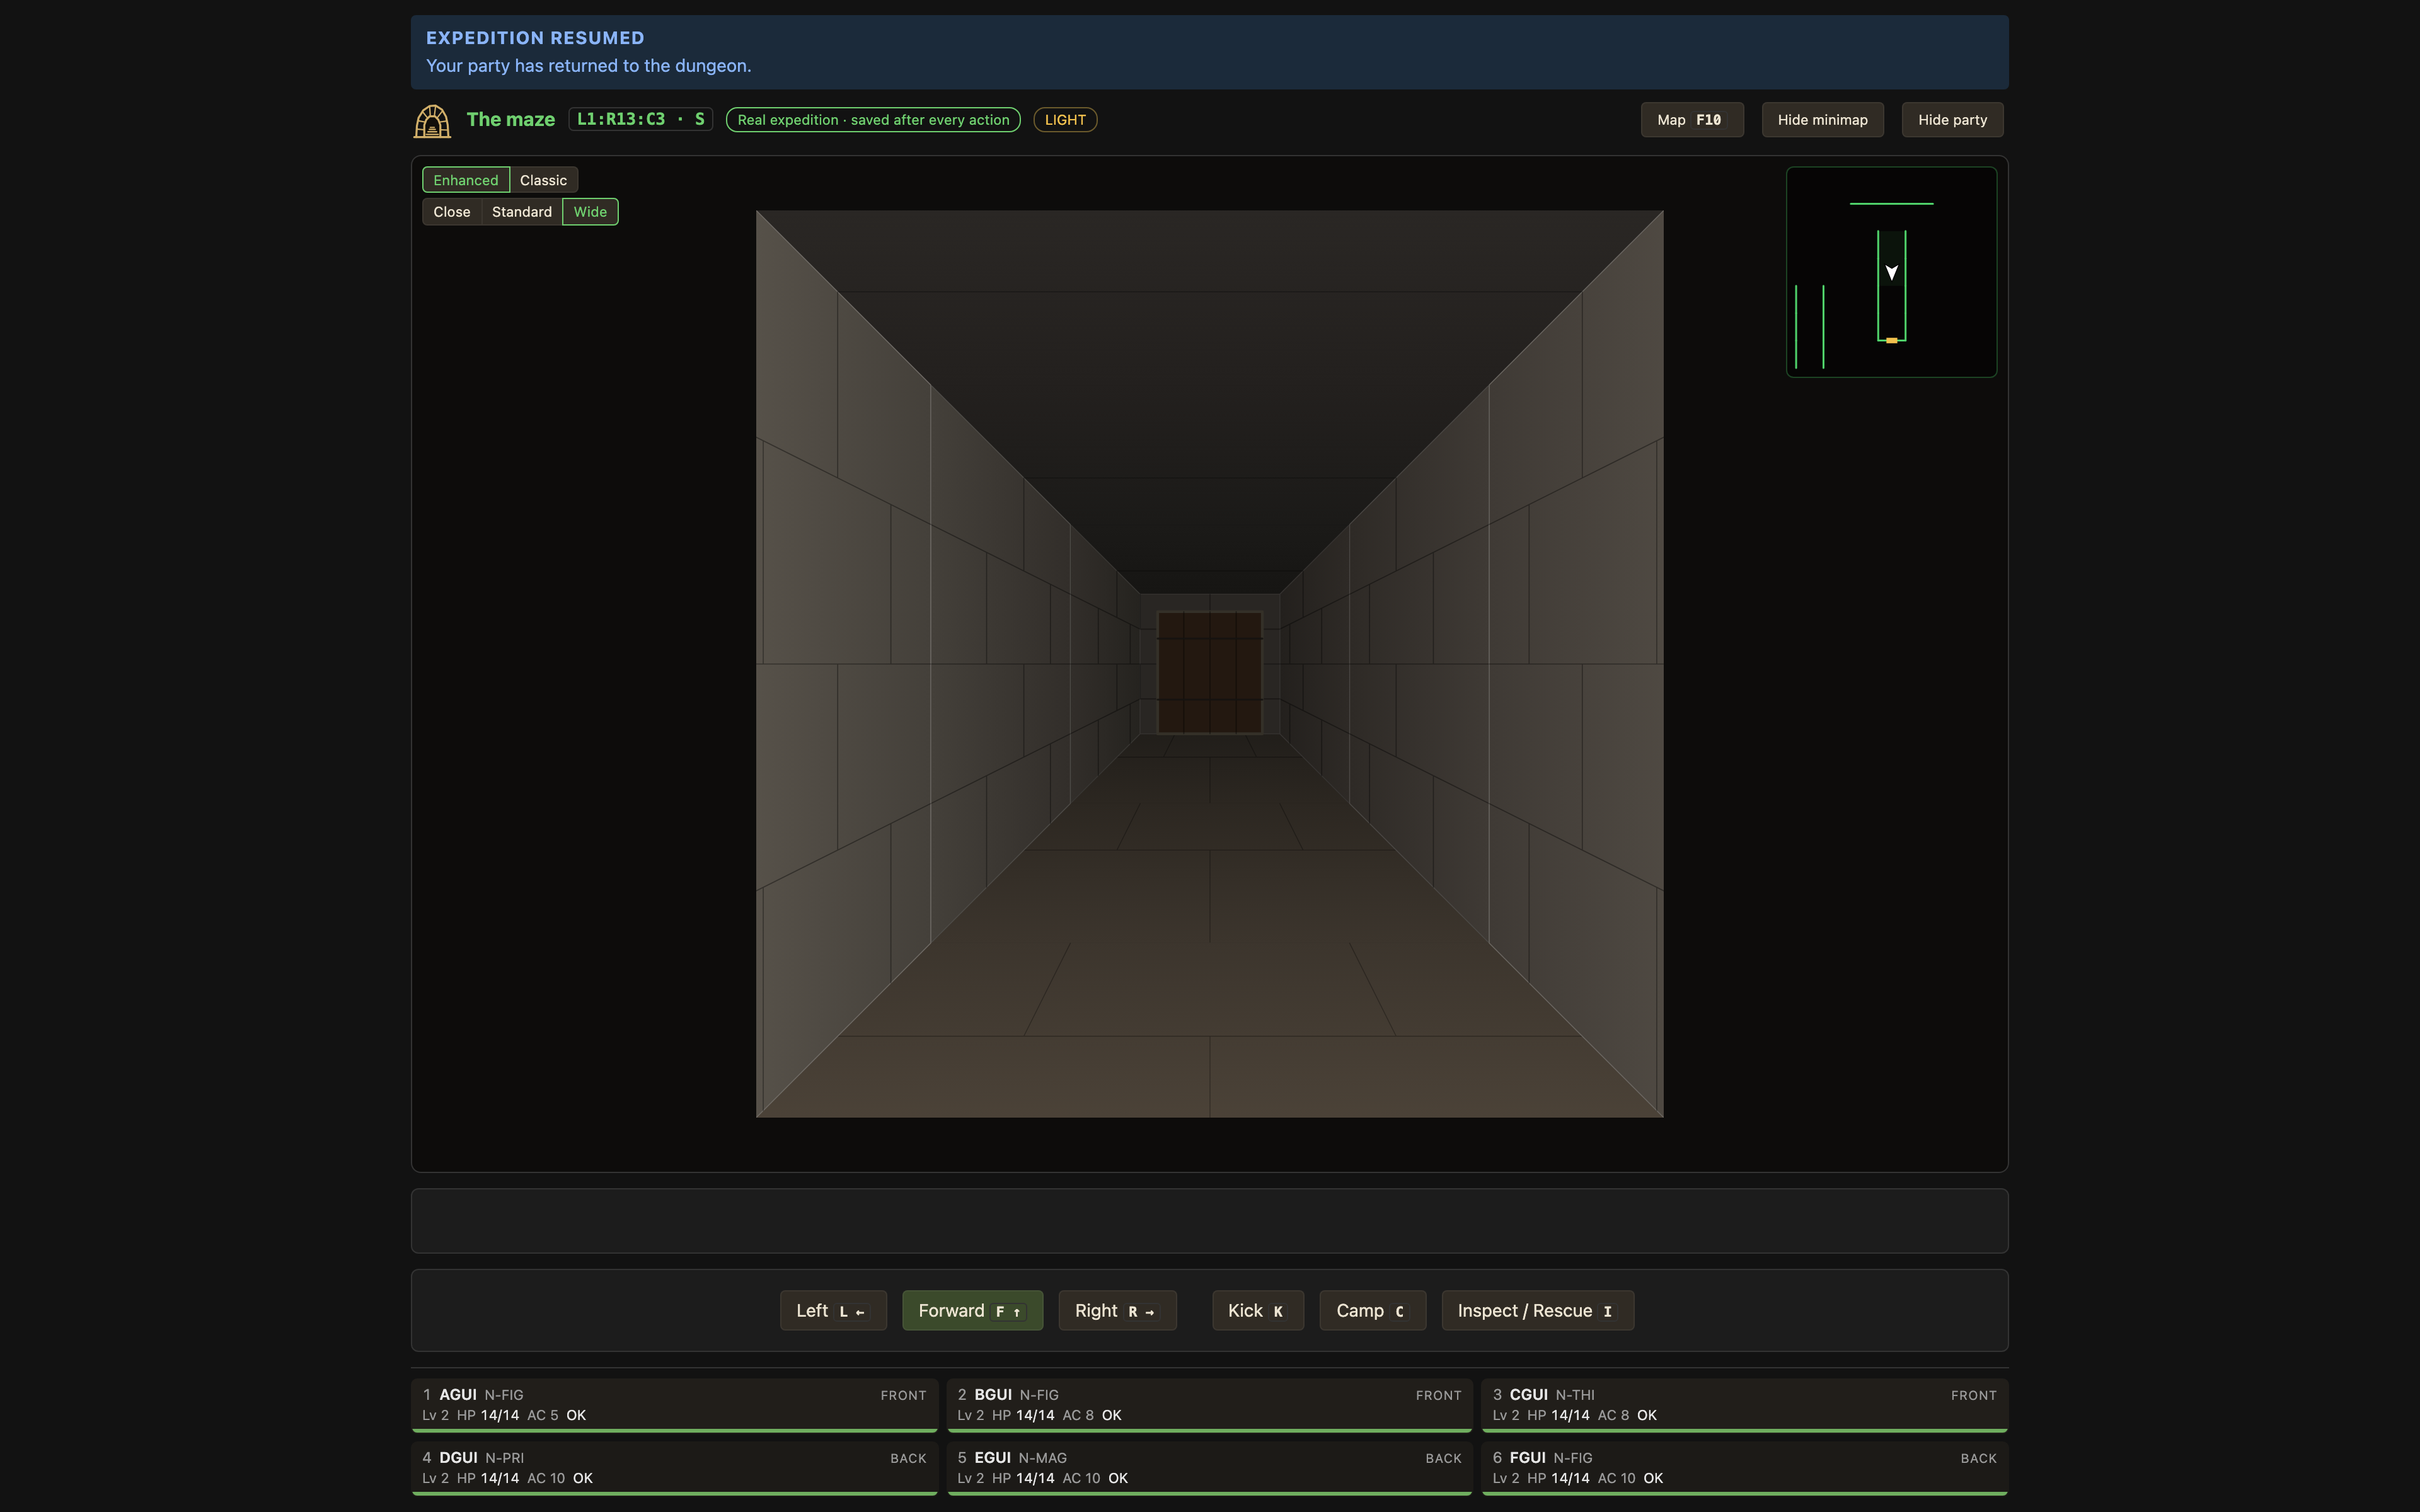 EXPEDITION RESUMED
Your party has returned to the dungeon.
The maze L1:R13:C3 · S Real expedition · saved after every action LIGHT Map F10 Hide minimap Hide party
Enhanced Classic
Close Standard Wide
Left L ← Forward F ↑ Right R → Kick K Camp C Inspect / Rescue I
1 AGUI N-FIG FRONT
Lv 2 HP 14/14 AC 5 OK
2 BGUI N-FIG FRONT
Lv 2 HP 14/14 AC 8 OK
3 CGUI N-THI FRONT
Lv 2 HP 14/14 AC 8 OK
4 DGUI N-PRI BACK
Lv 2 HP 14/14 AC 10 OK
5 EGUI N-MAG BACK
Lv 2 HP 14/14 AC 10 OK
6 FGUI N-FIG BACK
Lv 2 HP 14/14 AC 10 OK